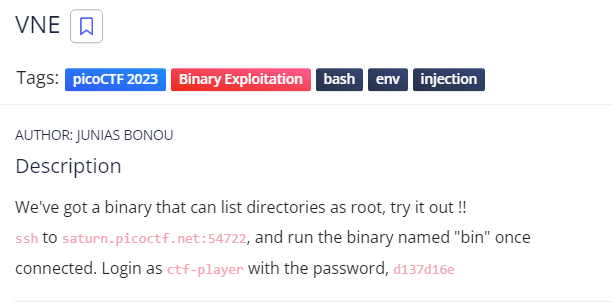 VNE
Tags: picoCTF 2023 Binary Exploitation bash env injection
AUTHOR: JUNIAS BONOU
Description
We've got a binary that can list directories as root, try it out !!
ssh to saturn.picoctf.net:54722, and run the binary named "bin" once
connected. Login as ctf-player with the password, d137d16e